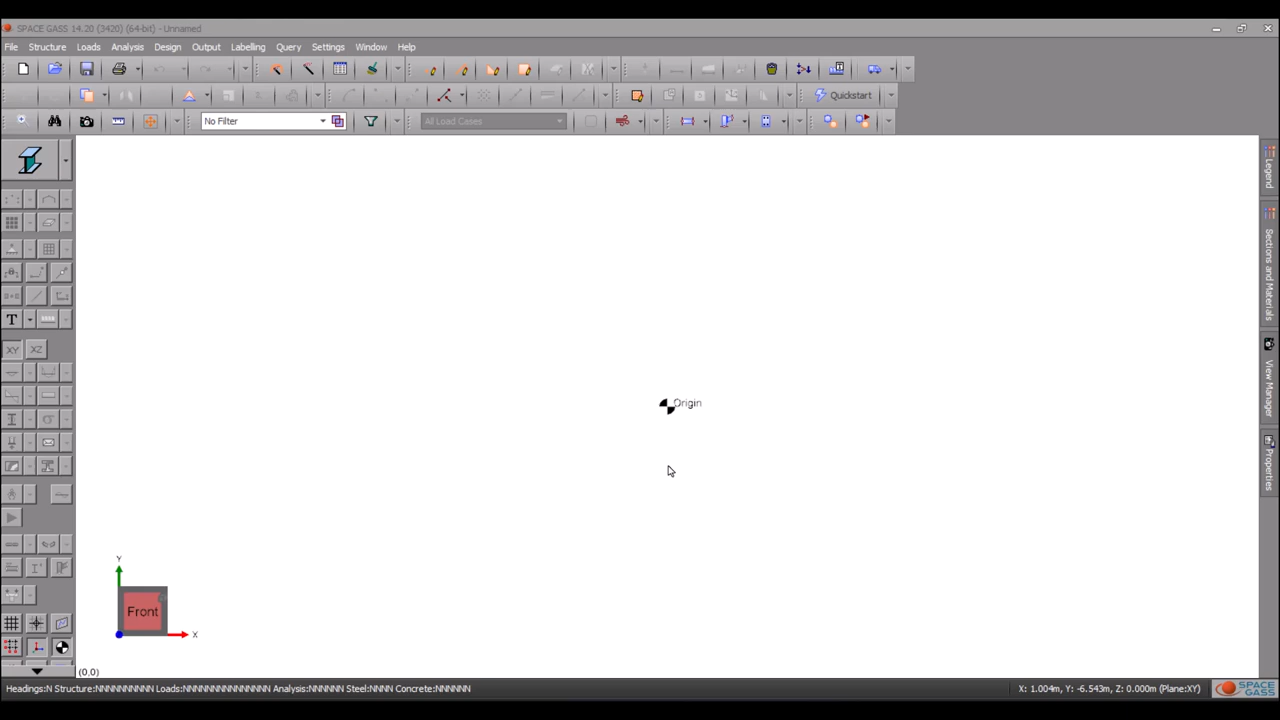 SPACE GASS 14.20 (3420) (64-bit) - Unnamed
File Structure Loads Analysis Design Output Labelling Query Settings Window Help
Quickstart
No Filter All Load Cases
Legend
Sections and Materials
View Manager
Properties
T
XY XZ
Origin
Y
Front
X
(0,0)
Headings:N Structure:NNNNNNNNNN Loads:NNNNNNNNNNNNNNN Analysis:NNNNNN Steel:NNNN Concrete:NNNNNN
X: 1.004m, Y: -6.543m, Z: 0.000m (Plane:XY)
SPACE
GASS